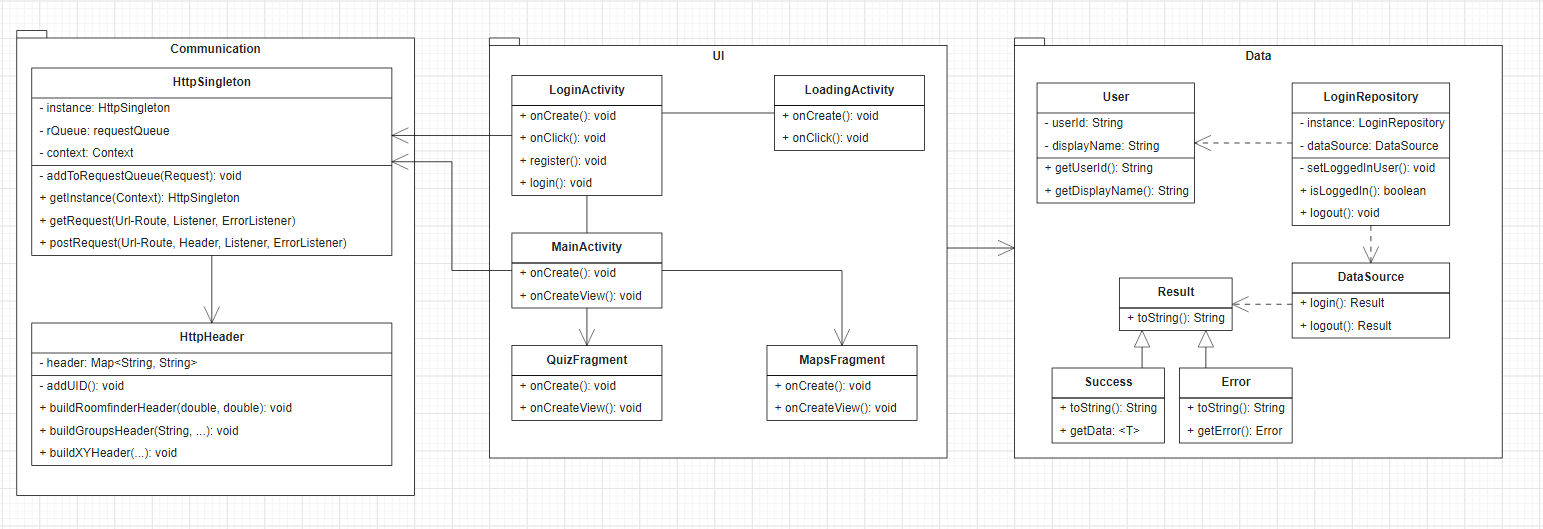 Communication
HttpSingleton
- instance: HttpSingleton
- rQueue: requestQueue
- context: Context
- addToRequestQueue(Request): void
+ getInstance(Context): HttpSingleton
+ getRequest(Url-Route, Listener, ErrorListener)
+ postRequest(Url-Route, Header, Listener, ErrorListener)
HttpHeader
- header: Map<String, String>
- addUID(): void
+ buildRoomfinderHeader(double, double): void
+ buildGroupsHeader(String, ...): void
+ buildXYHeader(...): void
UI
LoginActivity
+ onCreate(): void
+ onClick(): void
+ register(): void
+ login(): void
LoadingActivity
+ onCreate(): void
+ onClick(): void
MainActivity
+ onCreate(): void
+ onCreateView(): void
QuizFragment
+ onCreate(): void
+ onCreateView(): void
MapsFragment
+ onCreate(): void
+ onCreateView(): void
Data
User
- userId: String
- displayName: String
+ getUserId(): String
+ getDisplayName(): String
LoginRepository
- instance: LoginRepository
- dataSource: DataSource
- setLoggedInUser(): void
+ isLoggedIn(): boolean
+ logout(): void
DataSource
+ login(): Result
+ logout(): Result
Result
+ toString(): String
Success
+ toString(): String
+ getData: <T>
Error
+ toString(): String
+ getError(): Error